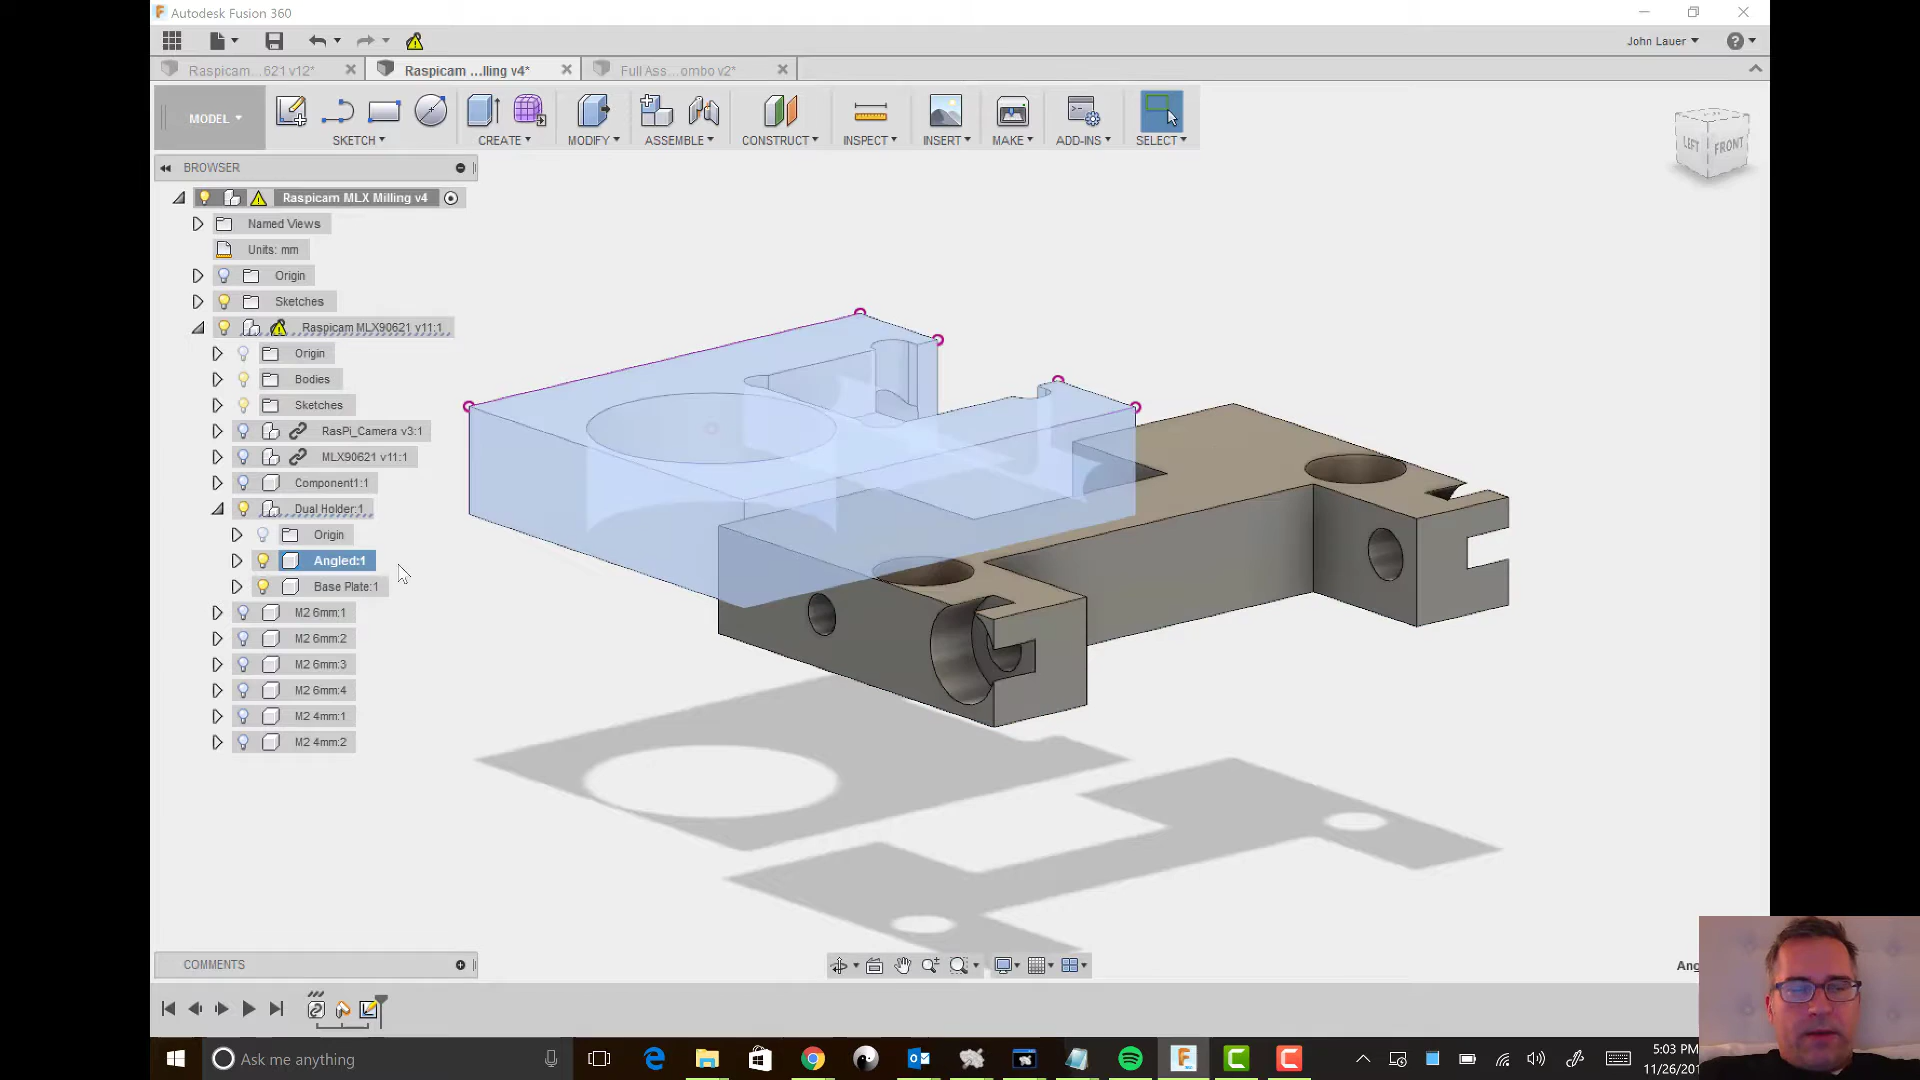 F Autodesk Fusion 360
John Lauer
Raspicam...621 v12*
Raspicam ...lling v4*
Full Ass...ombo v2*
MODEL
SKETCH
CREATE
MODIFY
ASSEMBLE
CONSTRUCT
INSPECT
INSERT
MAKE
ADD-INS
SELECT
LEFT
FRONT
BROWSER
Raspicam MLX Milling v4
Named Views
Units: mm
Origin
Sketches
Raspicam MLX90621 v11:1
Origin
Bodies
Sketches
RasPi_Camera v3:1
MLX90621 v11:1
Component1:1
Dual Holder:1
Origin
Angled:1
Base Plate:1
M2 6mm:1
M2 6mm:2
M2 6mm:3
M2 6mm:4
M2 4mm:1
M2 4mm:2
COMMENTS
Ang
Ask me anything
5:03 PM
11/26/201